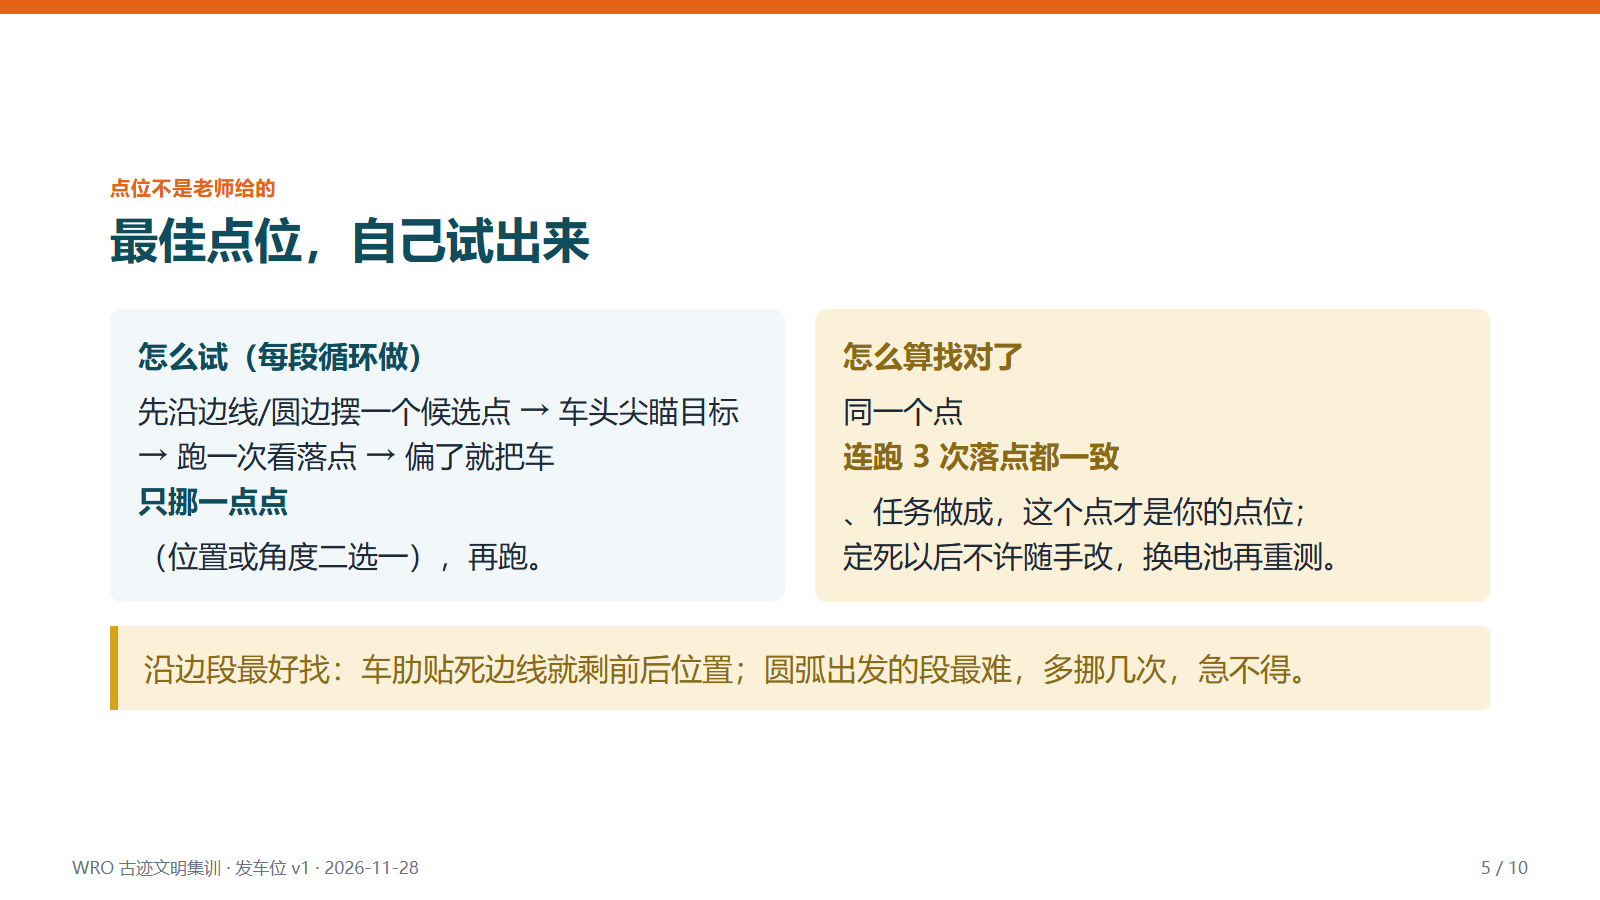 点位不是老师给的
最佳点位，自己试出来
怎么试（每段循环做）
先沿边线/圆边摆一个候选点 → 车头尖瞄目标
→ 跑一次看落点 → 偏了就把车
只挪一点点
（位置或角度二选一），再跑。
怎么算找对了
同一个点
连跑 3 次落点都一致
、任务做成，这个点才是你的点位；
定死以后不许随手改，换电池再重测。
沿边段最好找：车肋贴死边线就剩前后位置；圆弧出发的段最难，多挪几次，急不得。
WRO 古迹文明集训 · 发车位 v1 · 2026-11-28
5 / 10